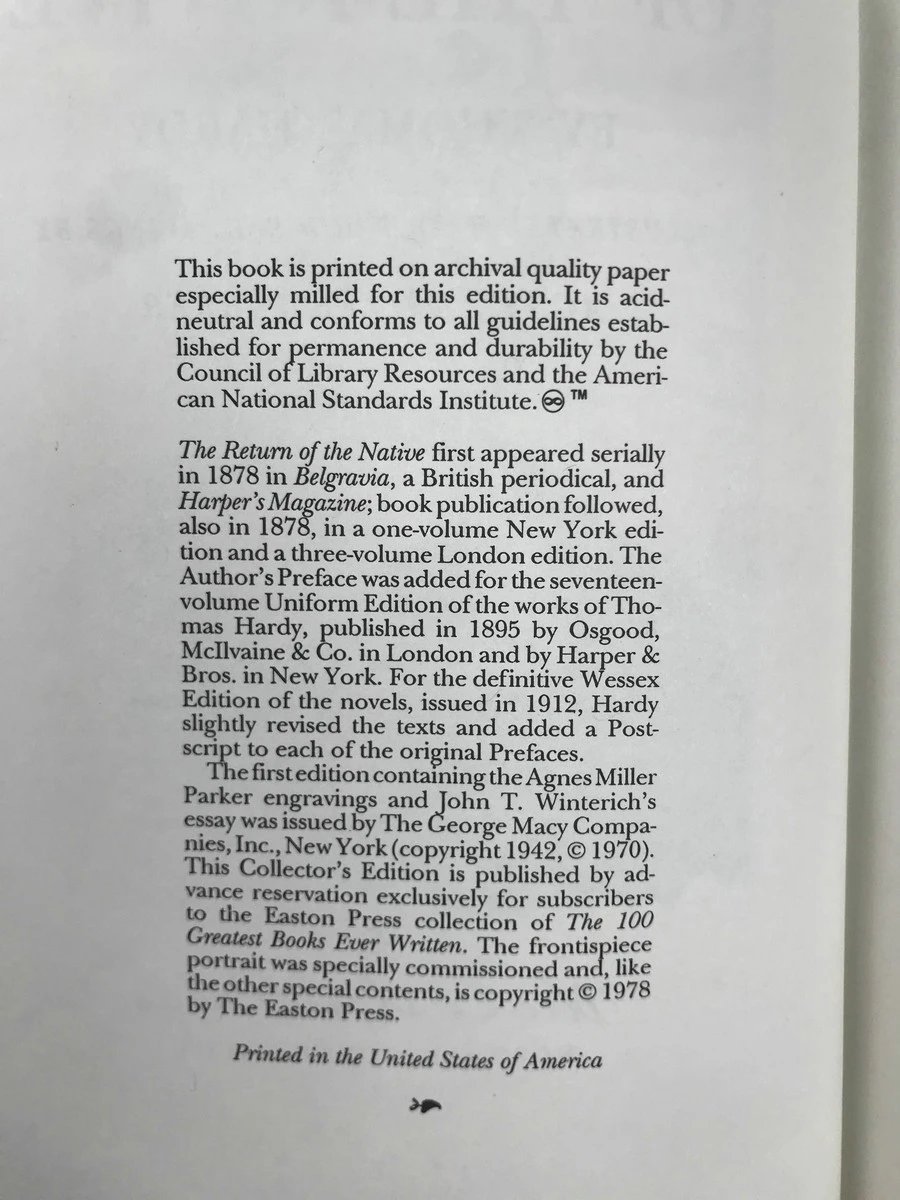 This book is printed on archival quality paper
especially milled for this edition. It is acid-
neutral and conforms to all guidelines estab-
lished for permanence and durability by the
Council of Library Resources and the Ameri-
can National Standards Institute.♾ ™
The Return of the Native first appeared serially
in 1878 in Belgravia, a British periodical, and
Harper's Magazine; book publication followed,
also in 1878, in a one-volume New York edi-
tion and a three-volume London edition. The
Author's Preface was added for the seventeen-
volume Uniform Edition of the works of Tho-
mas Hardy, published in 1895 by Osgood,
McIlvaine & Co. in London and by Harper &
Bros. in New York. For the definitive Wessex
Edition of the novels, issued in 1912, Hardy
slightly revised the texts and added a Post-
script to each of the original Prefaces.
The first edition containing the Agnes Miller
Parker engravings and John T. Winterich's
essay was issued by The George Macy Compa-
nies, Inc., New York (copyright 1942, © 1970).
This Collector's Edition is published by ad-
vance reservation exclusively for subscribers
to the Easton Press collection of The 100
Greatest Books Ever Written. The frontispiece
portrait was specially commissioned and, like
the other special contents, is copyright © 1978
by The Easton Press.
Printed in the United States of America